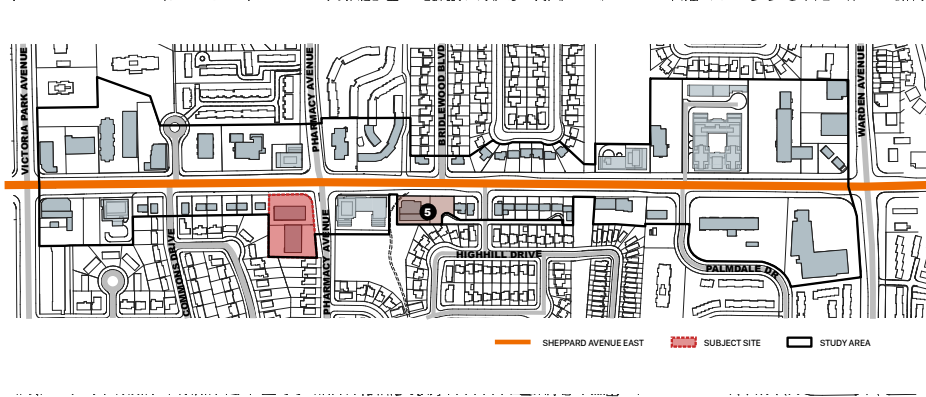 VICTORIA PARK AVENUE
PHARMACY AVENUE
BRIDLEWOOD BLVD
WARDEN AVENUE
5
COMMONS DRIVE
PHARMACY AVENUE
HIGHHILL DRIVE
PALMDALE DR.
SHEPPARD AVENUE EAST
SUBJECT SITE
STUDY AREA